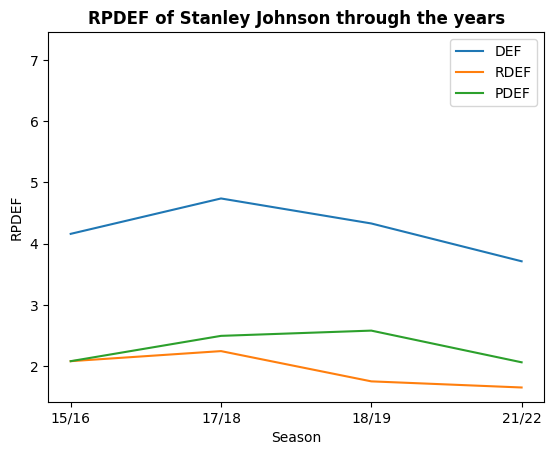 RPDEF of Stanley Johnson through the years
DEF
RDEF
PDEF
7
6
5
4
3
2
RPDEF
15/16
17/18
18/19
21/22
Season